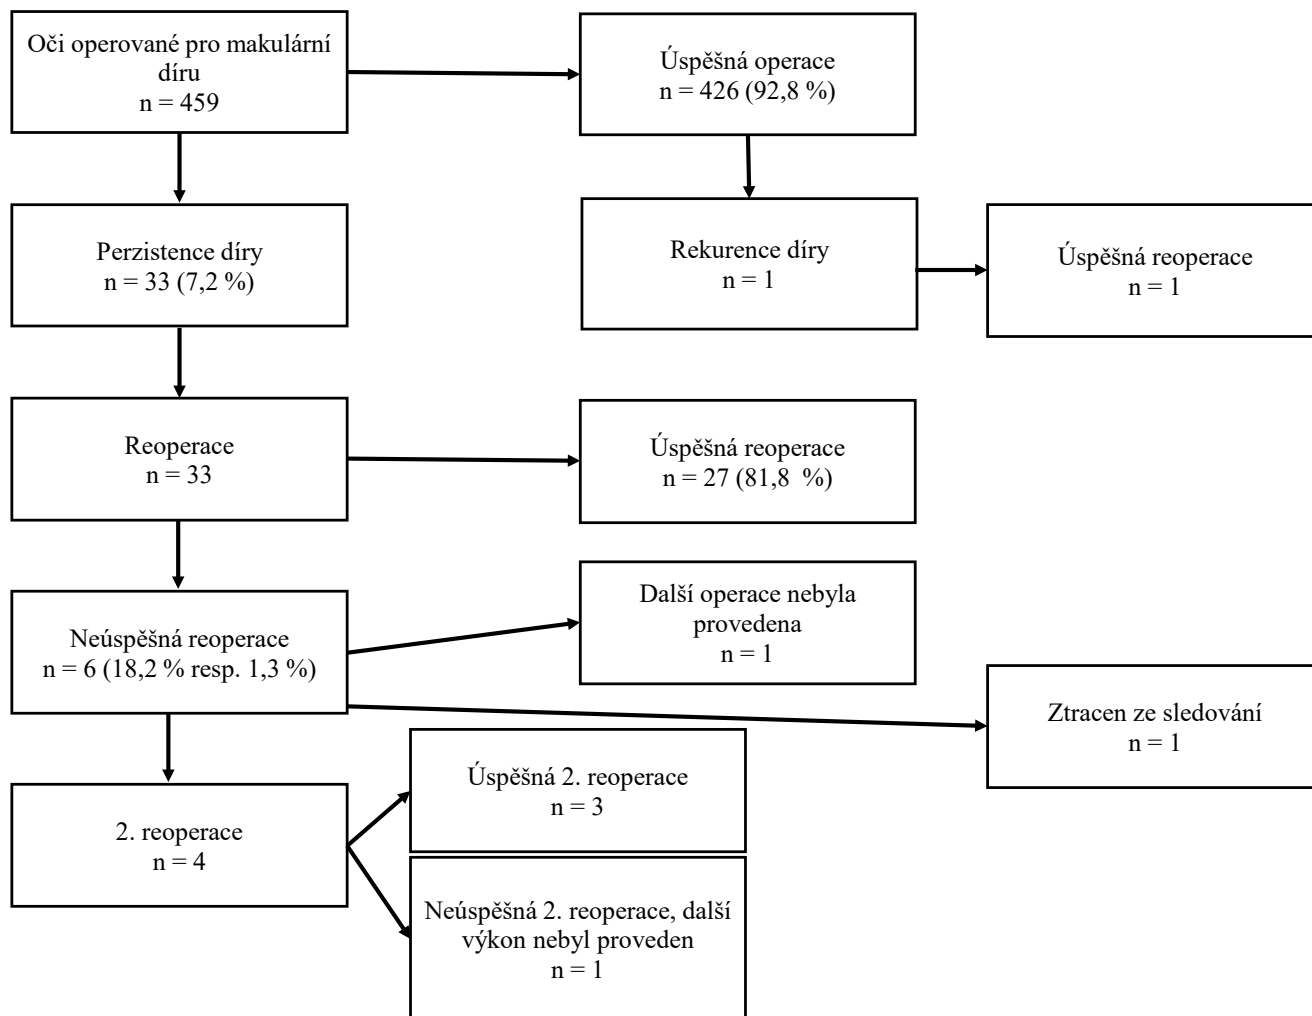 Oči operované pro makulární
díru
n = 459
Úspěšná operace
n = 426 (92,8 %)
Perzistence díry
n = 33 (7,2 %)
Rekurence díry
n = 1
Úspěšná reoperace
n = 1
Reoperace
n = 33
Úspěšná reoperace
n = 27 (81,8  %)
Neúspěšná reoperace
n = 6 (18,2 % resp. 1,3 %)
Další operace nebyla
provedena
n = 1
Ztracen ze sledování
n = 1
2. reoperace
n = 4
Úspěšná 2. reoperace
n = 3
Neúspěšná 2. reoperace, další
výkon nebyl proveden
n = 1